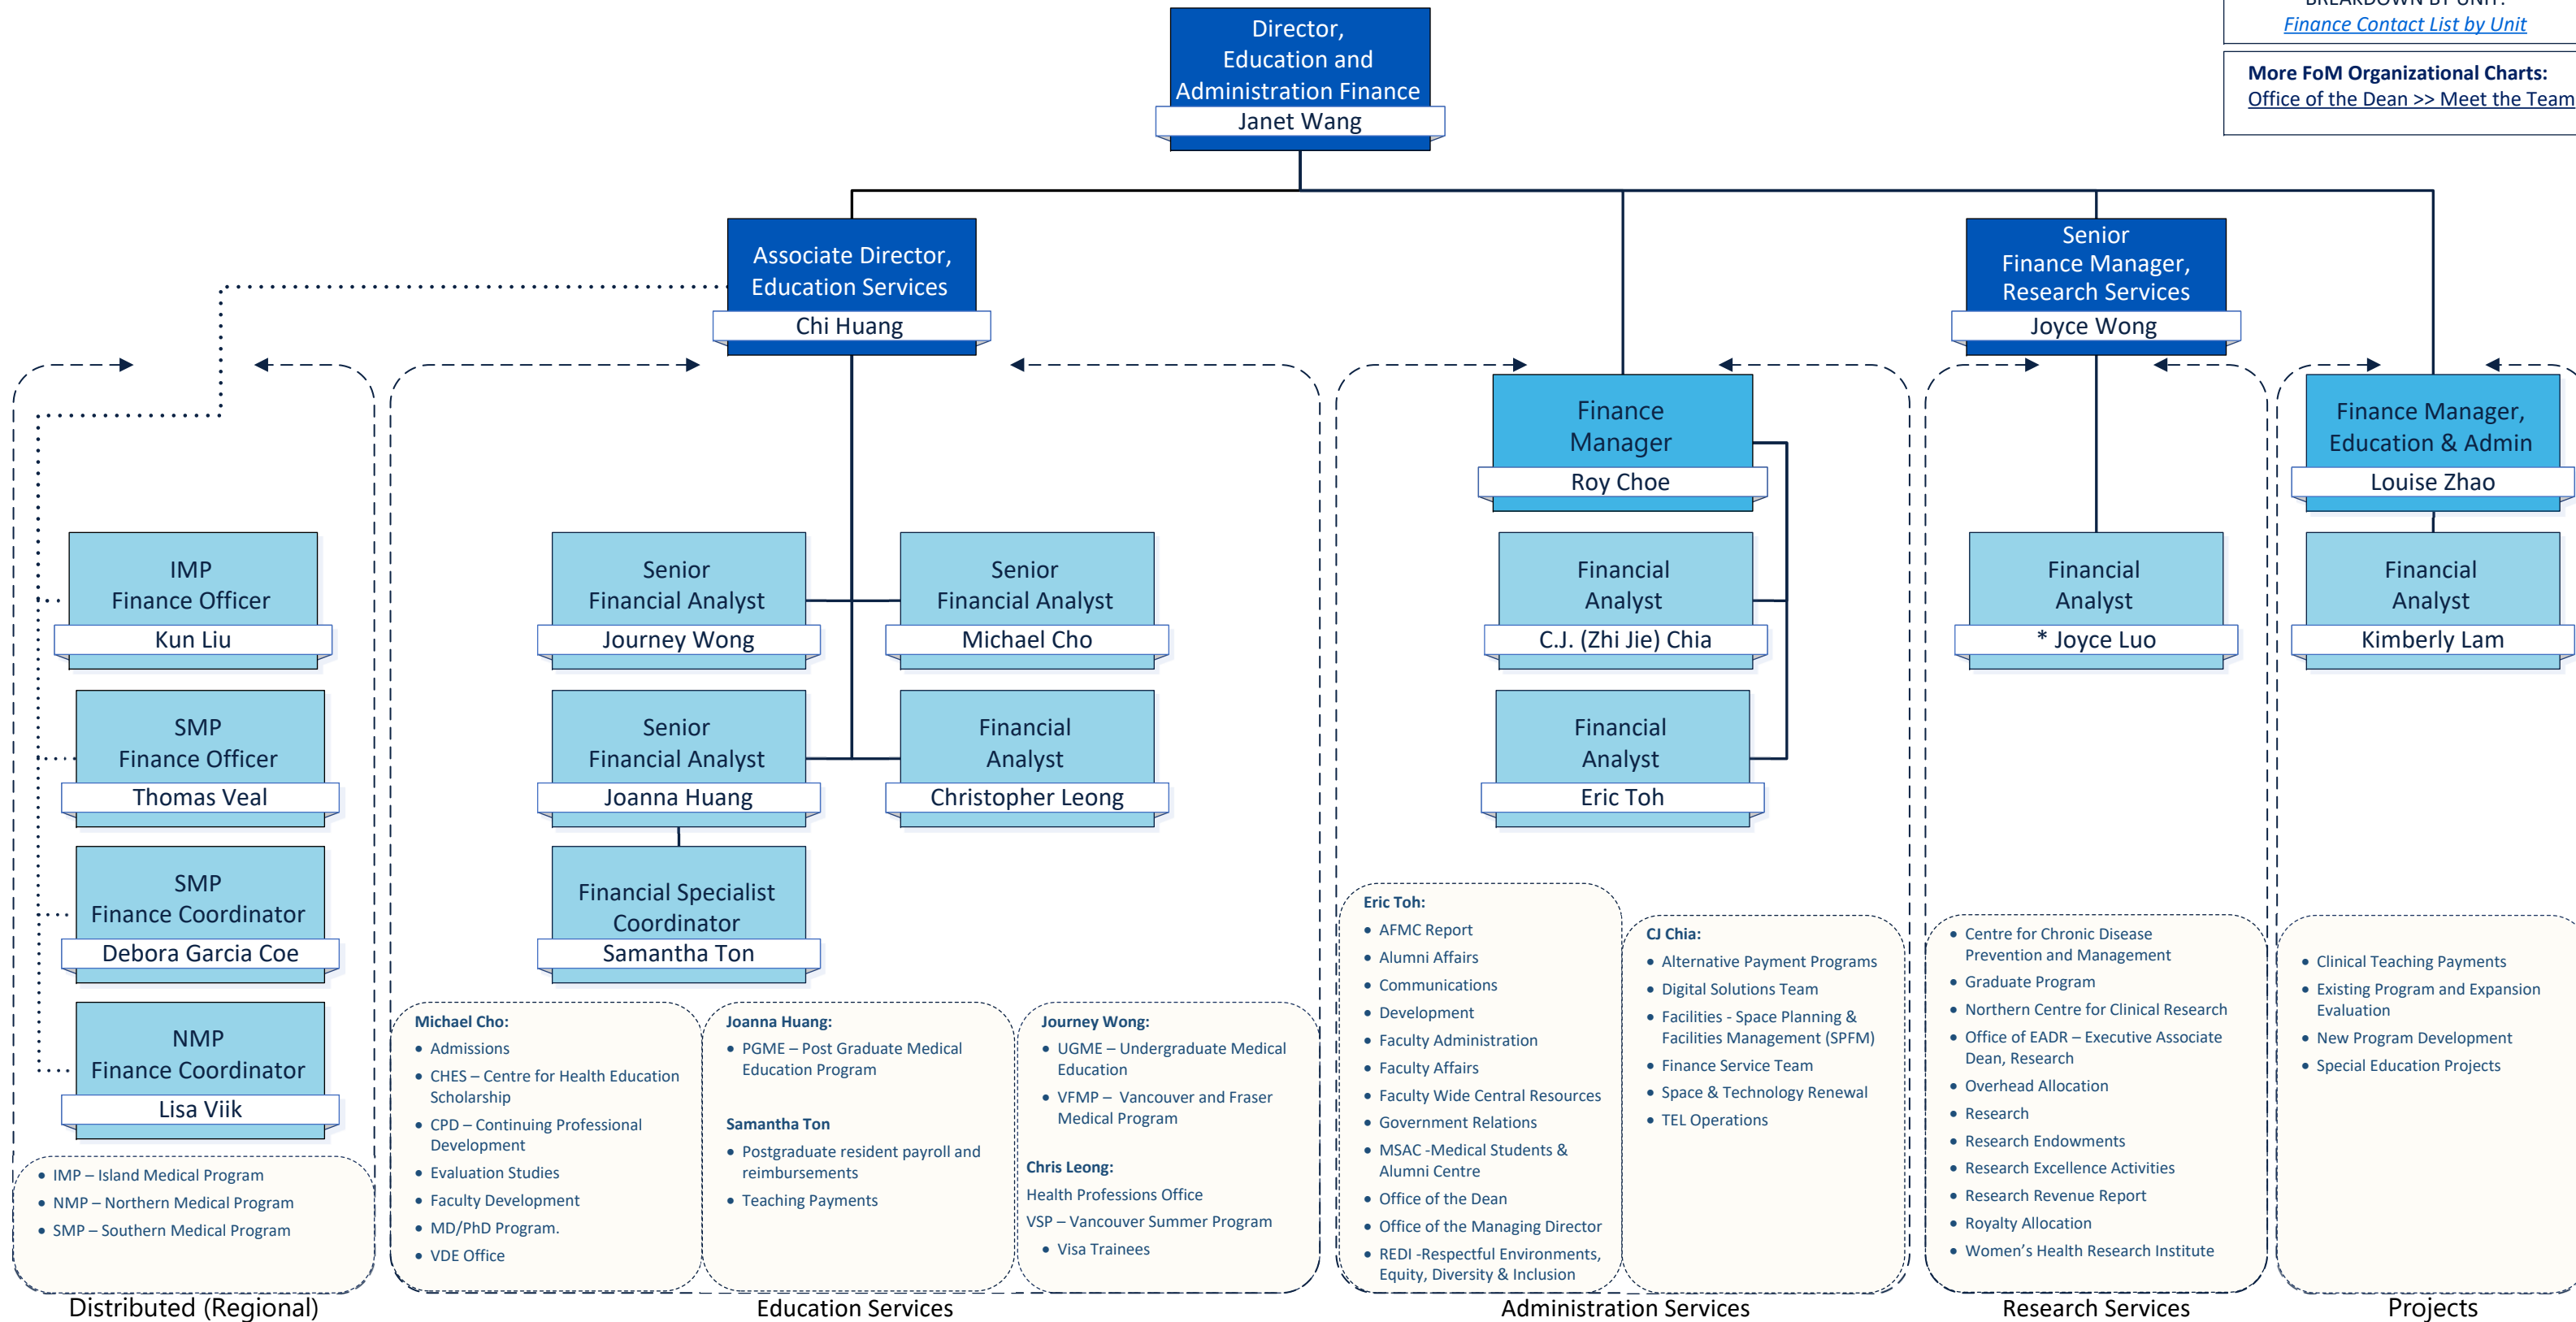 BREAKDOWN BY UNIT:
Finance Contact List by Unit
More FoM Organizational Charts:
Office of the Dean >> Meet the Team
Director,
Education and
Administration Finance
Janet Wang
Associate Director,
Education Services
Chi Huang
Senior
Finance Manager,
Research Services
Joyce Wong
Finance
Manager
Roy Choe
Finance Manager,
Education & Admin
Louise Zhao
IMP
Finance Officer
Kun Liu
SMP
Finance Officer
Thomas Veal
SMP
Finance Coordinator
Debora Garcia Coe
NMP
Finance Coordinator
Lisa Viik
• IMP – Island Medical Program
• NMP – Northern Medical Program
• SMP – Southern Medical Program
Distributed (Regional)
Senior
Financial Analyst
Journey Wong
Senior
Financial Analyst
Michael Cho
Senior
Financial Analyst
Joanna Huang
Financial
Analyst
Christopher Leong
Financial Specialist
Coordinator
Samantha Ton
Michael Cho:
• Admissions
• CHES – Centre for Health Education
Scholarship
• CPD – Continuing Professional
Development
• Evaluation Studies
• Faculty Development
• MD/PhD Program.
• VDE Office
Joanna Huang:
• PGME – Post Graduate Medical
Education Program
Samantha Ton
• Postgraduate resident payroll and
reimbursements
• Teaching Payments
Journey Wong:
• UGME – Undergraduate Medical
Education
• VFMP – Vancouver and Fraser
Medical Program
Chris Leong:
Health Professions Office
VSP – Vancouver Summer Program
• Visa Trainees
Education Services
Financial
Analyst
C.J. (Zhi Jie) Chia
Financial
Analyst
Eric Toh
Eric Toh:
• AFMC Report
• Alumni Affairs
• Communications
• Development
• Faculty Administration
• Faculty Affairs
• Faculty Wide Central Resources
• Government Relations
• MSAC -Medical Students &
Alumni Centre
• Office of the Dean
• Office of the Managing Director
• REDI -Respectful Environments,
Equity, Diversity & Inclusion
CJ Chia:
• Alternative Payment Programs
• Digital Solutions Team
• Facilities - Space Planning &
Facilities Management (SPFM)
• Finance Service Team
• Space & Technology Renewal
• TEL Operations
Administration Services
Financial
Analyst
* Joyce Luo
• Centre for Chronic Disease
Prevention and Management
• Graduate Program
• Northern Centre for Clinical Research
• Office of EADR – Executive Associate
Dean, Research
• Overhead Allocation
• Research
• Research Endowments
• Research Excellence Activities
• Research Revenue Report
• Royalty Allocation
• Women's Health Research Institute
Research Services
Financial
Analyst
Kimberly Lam
• Clinical Teaching Payments
• Existing Program and Expansion
Evaluation
• New Program Development
• Special Education Projects
Projects